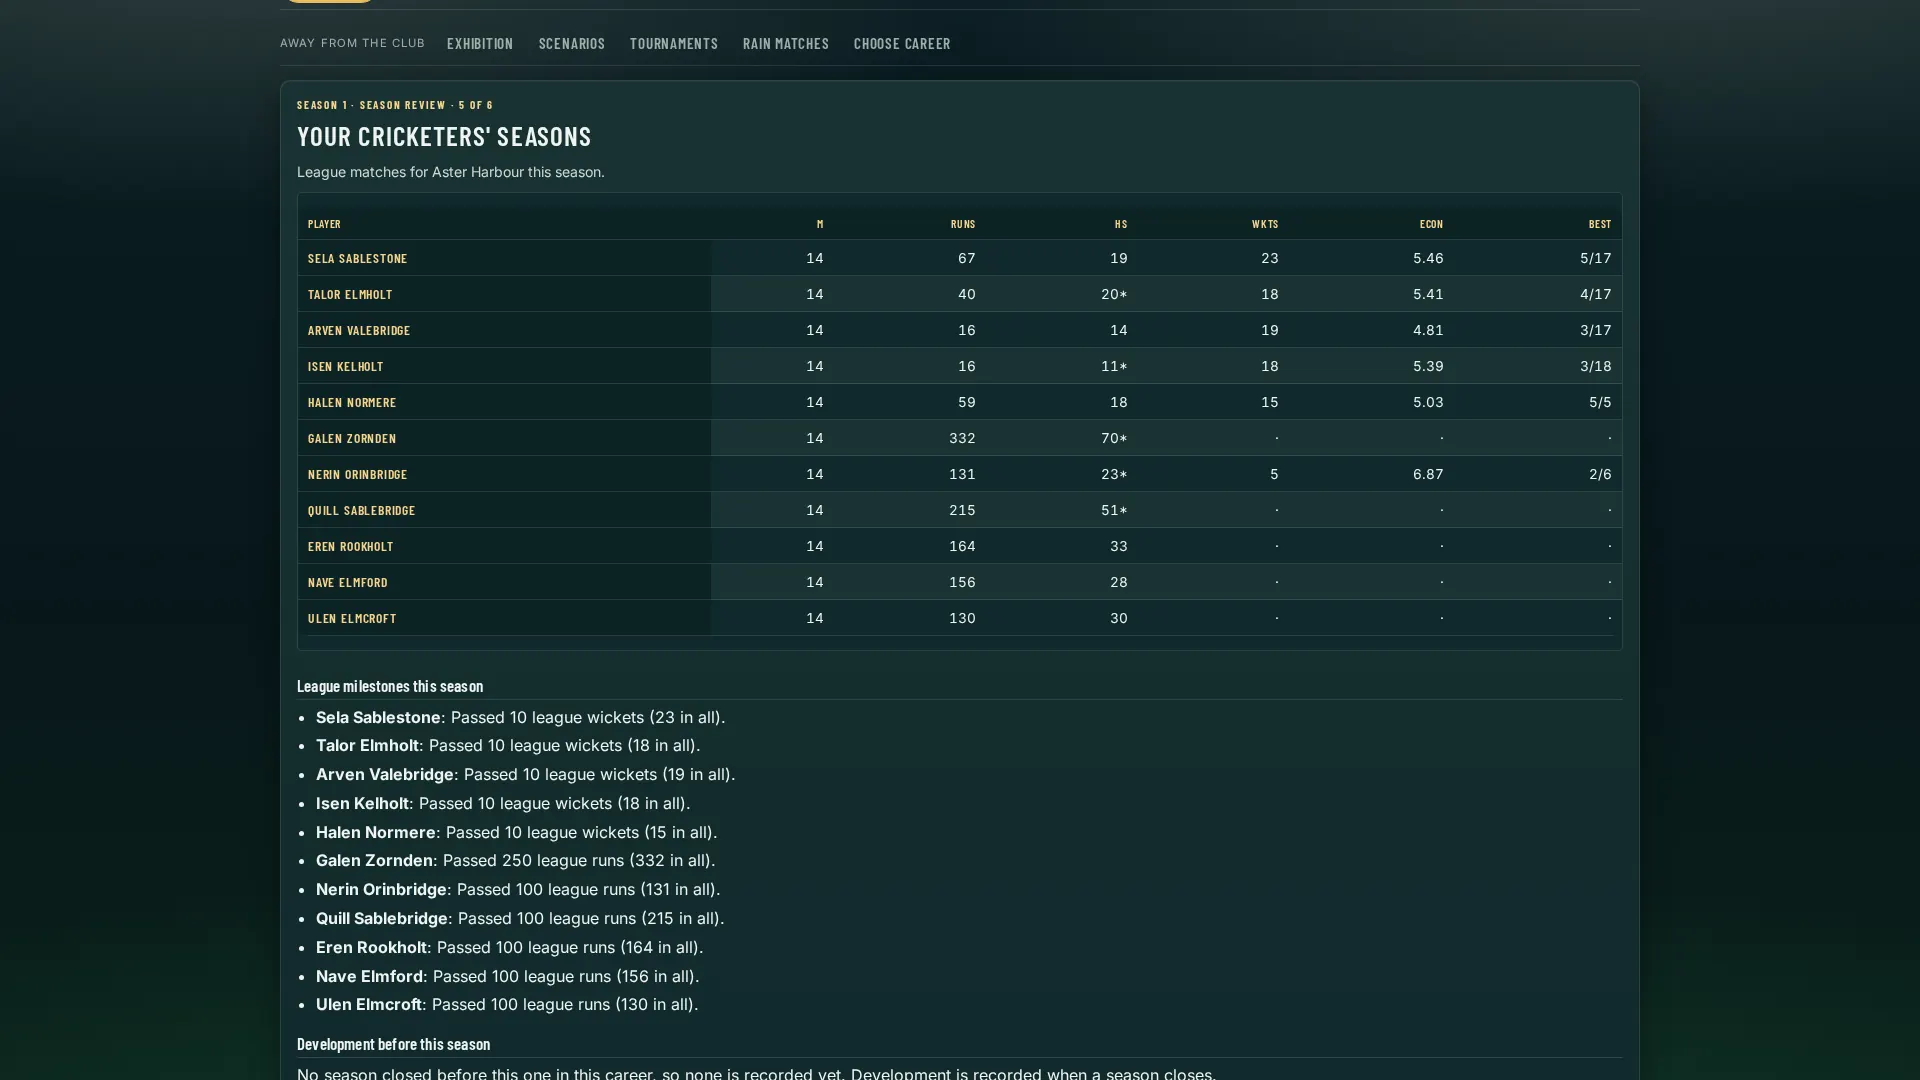 AWAY FROM THE CLUB EXHIBITION SCENARIOS TOURNAMENTS RAIN MATCHES CHOOSE CAREER
SEASON 1 · SEASON REVIEW · 5 OF 6
YOUR CRICKETERS' SEASONS
League matches for Aster Harbour this season.
PLAYER M RUNS HS WKTS ECON BEST
SELA SABLESTONE 14 67 19 23 5.46 5/17
TALOR ELMHOLT 14 40 20* 18 5.41 4/17
ARVEN VALEBRIDGE 14 16 14 19 4.81 3/17
ISEN KELHOLT 14 16 11* 18 5.39 3/18
HALEN NORMERE 14 59 18 15 5.03 5/5
GALEN ZORNDEN 14 332 70* · · ·
NERIN ORINBRIDGE 14 131 23* 5 6.87 2/6
QUILL SABLEBRIDGE 14 215 51* · · ·
EREN ROOKHOLT 14 164 33 · · ·
NAVE ELMFORD 14 156 28 · · ·
ULEN ELMCROFT 14 130 30 · · ·
League milestones this season
• Sela Sablestone: Passed 10 league wickets (23 in all).
• Talor Elmholt: Passed 10 league wickets (18 in all).
• Arven Valebridge: Passed 10 league wickets (19 in all).
• Isen Kelholt: Passed 10 league wickets (18 in all).
• Halen Normere: Passed 10 league wickets (15 in all).
• Galen Zornden: Passed 250 league runs (332 in all).
• Nerin Orinbridge: Passed 100 league runs (131 in all).
• Quill Sablebridge: Passed 100 league runs (215 in all).
• Eren Rookholt: Passed 100 league runs (164 in all).
• Nave Elmford: Passed 100 league runs (156 in all).
• Ulen Elmcroft: Passed 100 league runs (130 in all).
Development before this season
No season closed before this one in this career, so none is recorded yet. Development is recorded when a season closes.